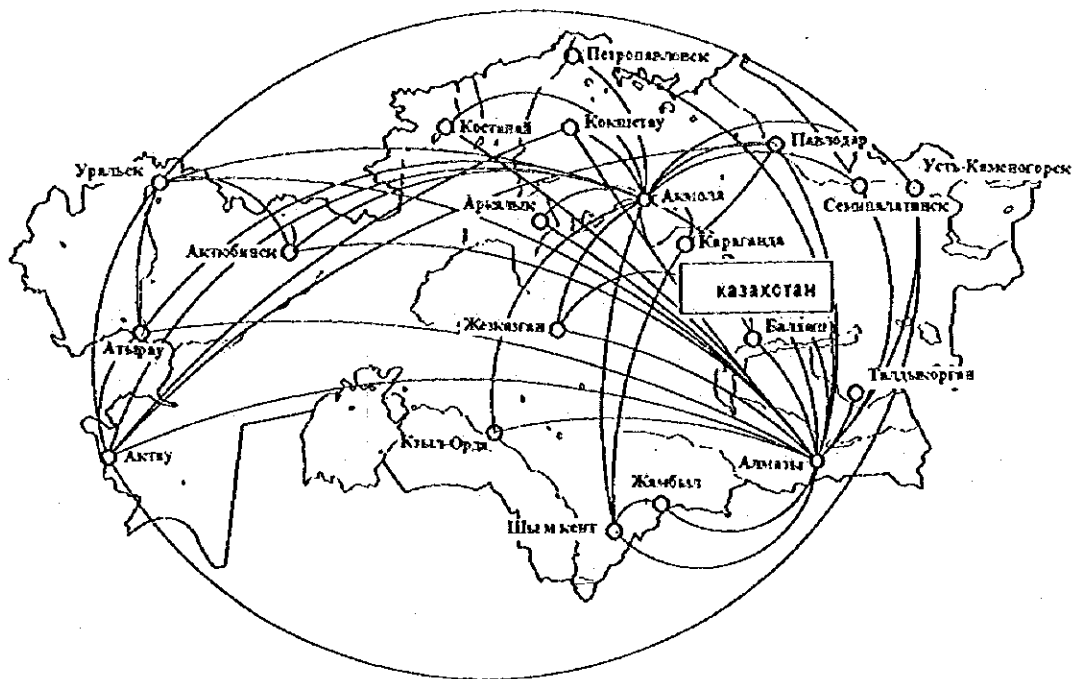 Петропавловск
Костанай
Кокшетау
Павлодар
Уральск
Усть-Каменогорск
Аркалык
Акмола
Семипалатинск
Актюбинск
Караганда
казахстан
Жезказган
Балхаш
Атырау
Талдыкорган
Кзыл-Орда
Актау
Алматы
Жамбыл
Шымкент